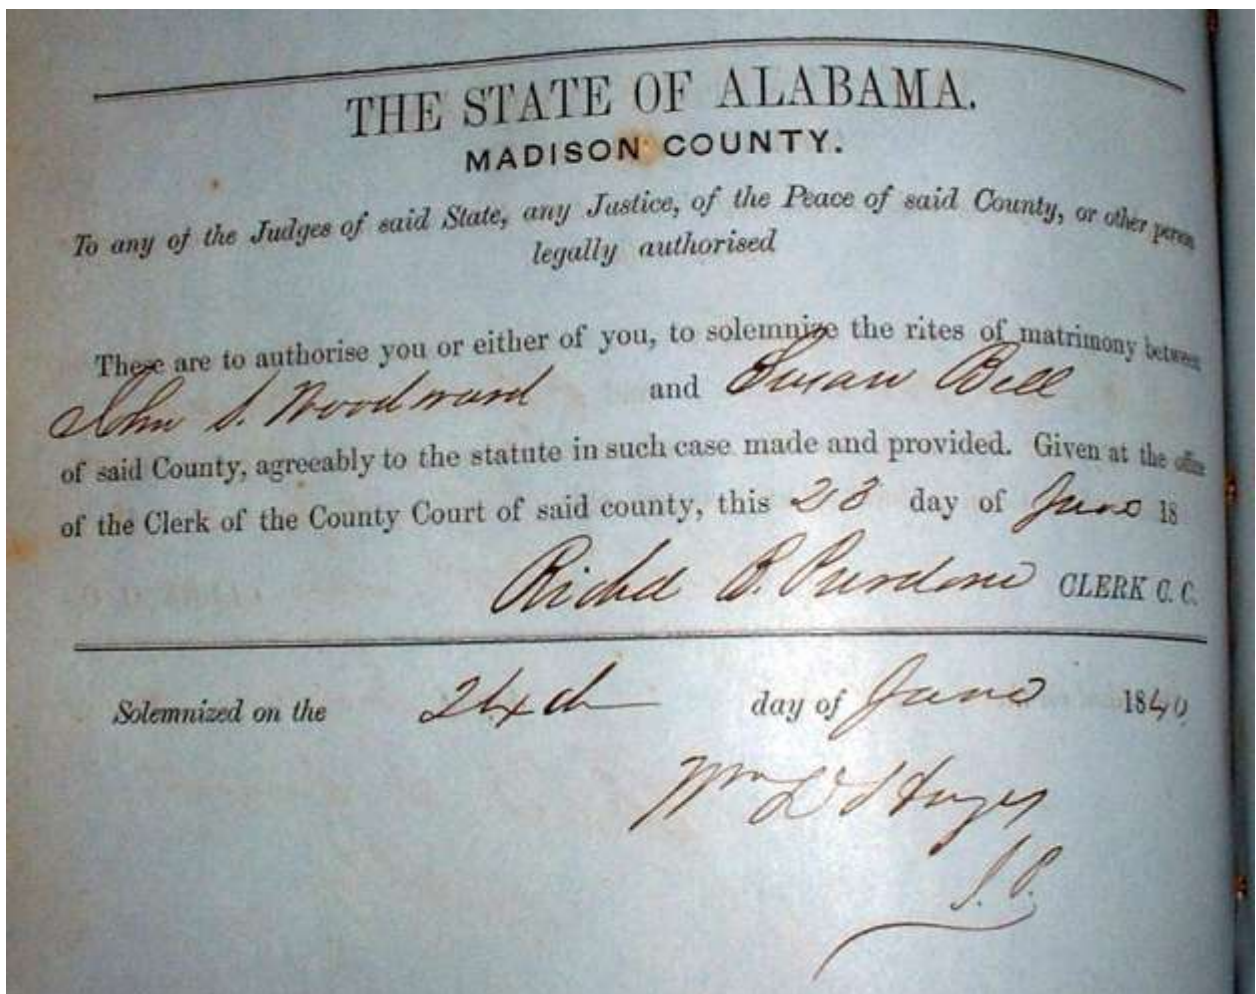 THE STATE OF ALABAMA.
MADISON COUNTY.
To any of the Judges of said State, any Justice, of the Peace of said County, or other person
legally authorised
These are to authorise you or either of you, to solemnize the rites of matrimony between
John S. Woodward and Susan Bell
of said County, agreeably to the statute in such case made and provided. Given at the office
of the Clerk of the County Court of said county, this 23 day of June 18
Richd B. Purdom CLERK C. C.
Solemnized on the 24th day of June 1840
Wm
J.P.